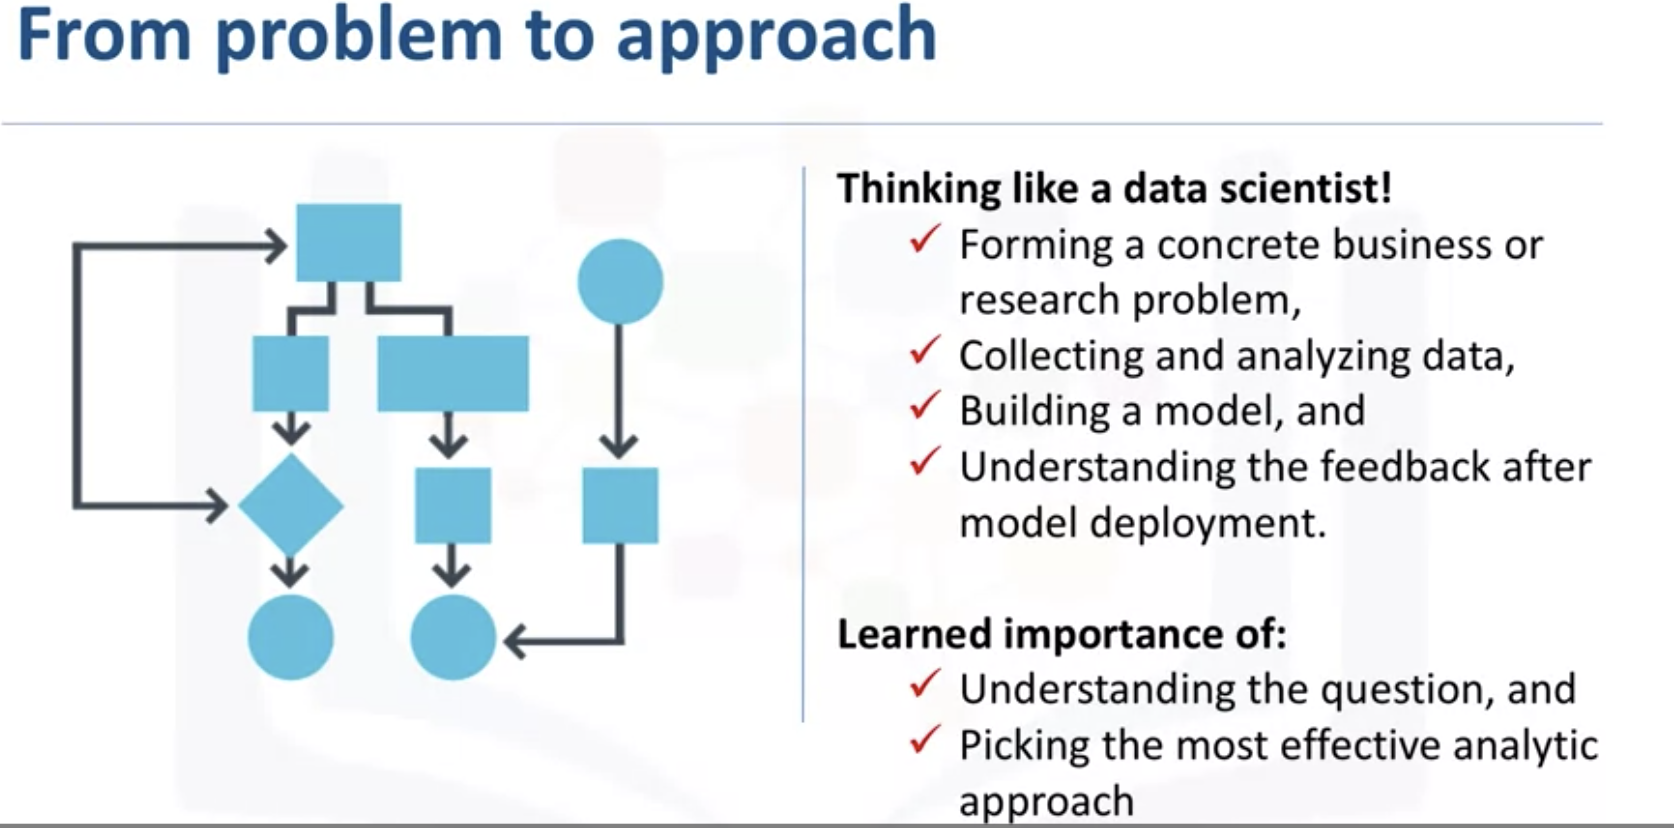 From problem to approach
Thinking like a data scientist!
✓ Forming a concrete business or
research problem,
✓ Collecting and analyzing data,
✓ Building a model, and
✓ Understanding the feedback after
model deployment.
Learned importance of:
✓ Understanding the question, and
✓ Picking the most effective analytic
approach